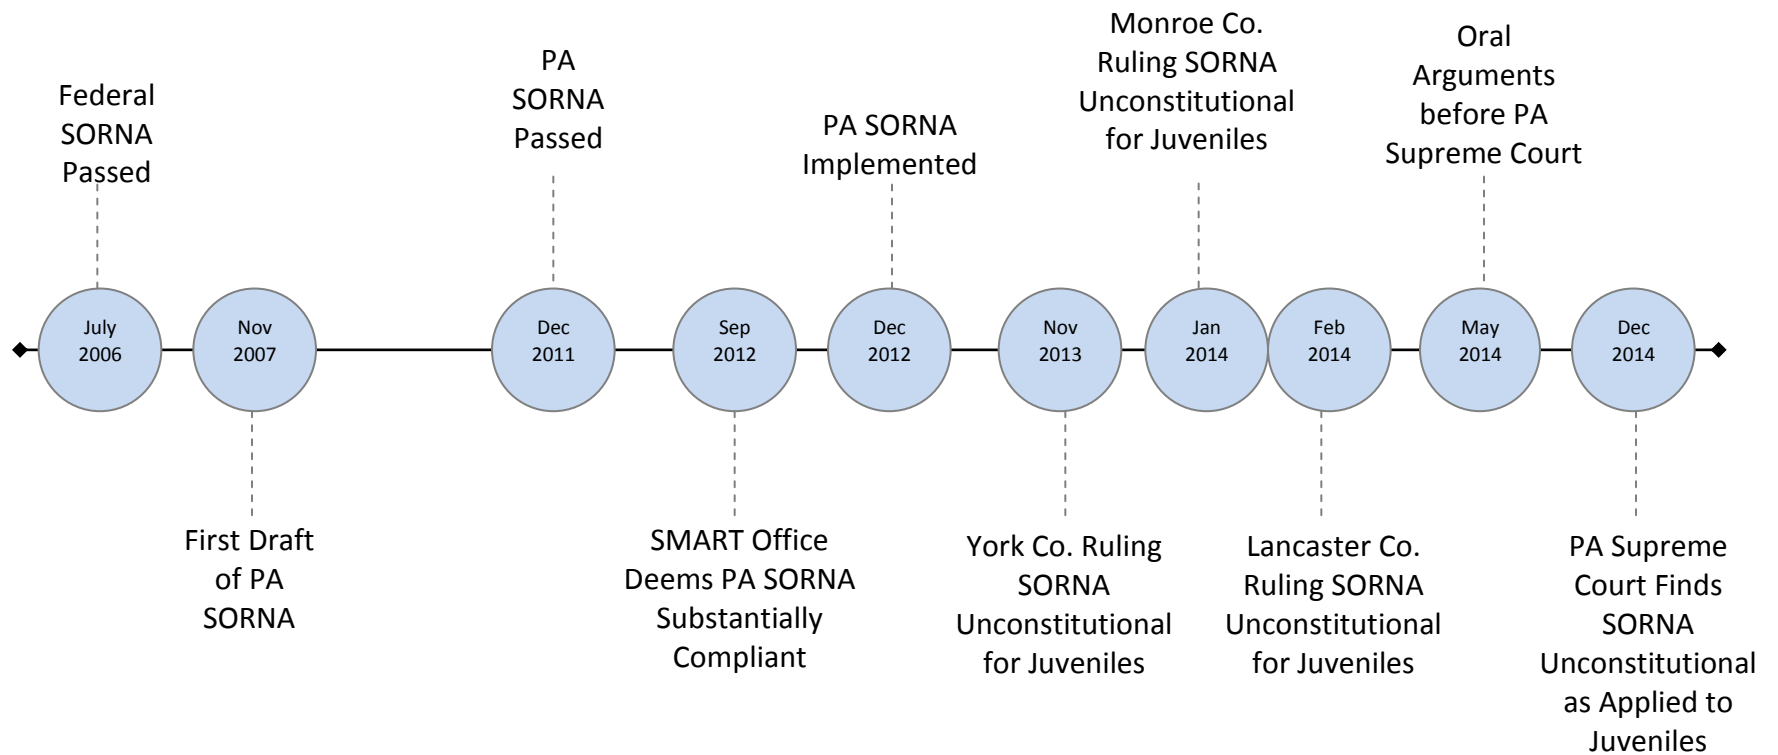 Federal
SORNA
Passed
PA
SORNA
Passed
PA SORNA
Implemented
Monroe Co.
Ruling SORNA
Unconstitutional
for Juveniles
Oral
Arguments
before PA
Supreme Court
July
2006
Nov
2007
Dec
2011
Sep
2012
Dec
2012
Nov
2013
Jan
2014
Feb
2014
May
2014
Dec
2014
First Draft
of PA
SORNA
SMART Office
Deems PA SORNA
Substantially
Compliant
York Co. Ruling
SORNA
Unconstitutional
for Juveniles
Lancaster Co.
Ruling SORNA
Unconstitutional
for Juveniles
PA Supreme
Court Finds
SORNA
Unconstitutional
as Applied to
Juveniles